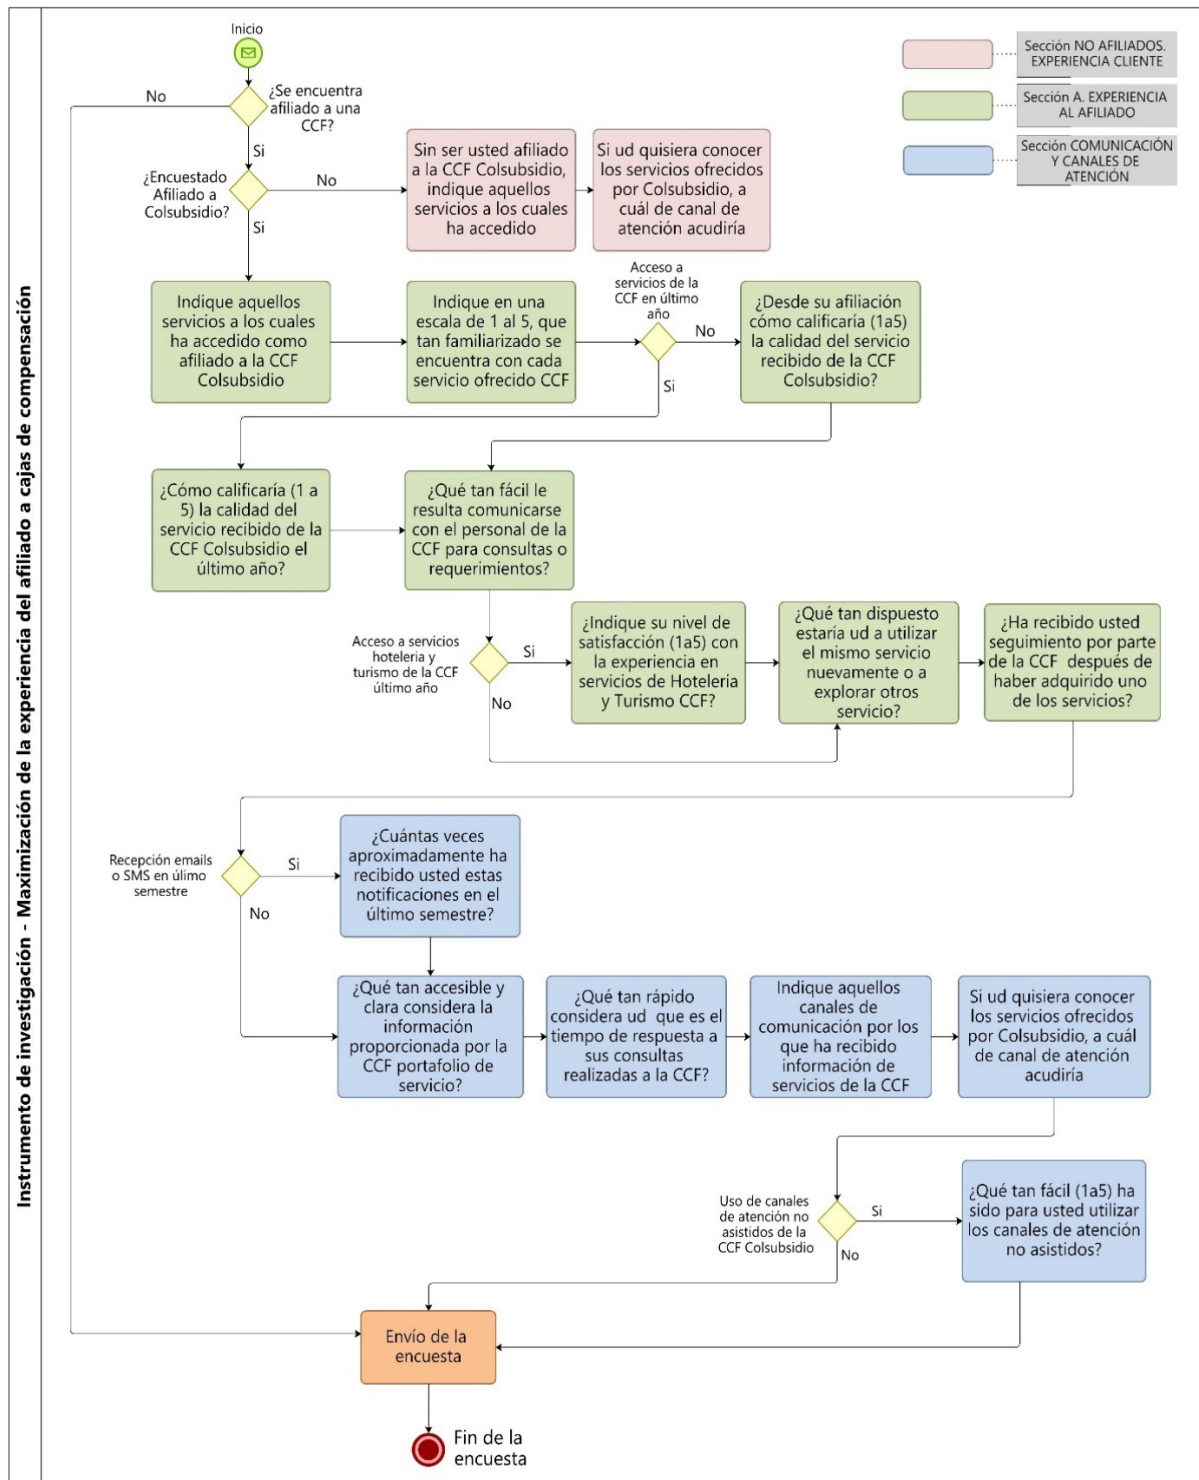 Instrumento de investigación - Maximización de la experiencia del afiliado a cajas de compensación
Inicio
Sección NO AFILIADOS.
EXPERIENCIA CLIENTE
Sección A. EXPERIENCIA
AL AFILIADO
Sección COMUNICACIÓN
Y CANALES DE
ATENCIÓN
¿Se encuentra
afiliado a una
CCF?
No
Si
¿Encuestado
Afiliado a
Colsubsidio?
No
Si
Sin ser usted afiliado
a la CCF Colsubsidio,
indique aquellos
servicios a los cuales
ha accedido
Si ud quisiera conocer
los servicios ofrecidos
por Colsubsidio, a
cuál de canal de
atención acudiría
Indique aquellos
servicios a los cuales
ha accedido como
afiliado a la CCF
Colsubsidio
Indique en una
escala de 1 al 5, que
tan familiarizado se
encuentra con cada
servicio ofrecido CCF
Acceso a
servicios de la
CCF en último
año
No
Si
¿Desde su afiliación
cómo calificaría (1a5)
la calidad del servicio
recibido de la CCF
Colsubsidio?
¿Cómo calificaría (1 a
5) la calidad del
servicio recibido de la
CCF Colsubsidio el
último año?
¿Qué tan fácil le
resulta comunicarse
con el personal de la
CCF para consultas o
requerimientos?
Acceso a servicios
hoteleria y
turismo de la CCF
último año
Si
No
¿Indique su nivel de
satisfacción (1a5) con
la experiencia en
servicios de Hoteleria
y Turismo CCF?
¿Qué tan dispuesto
estaría ud a utilizar
el mismo servicio
nuevamente o a
explorar otros
servicio?
¿Ha recibido usted
seguimiento por parte
de la CCF después de
haber adquirido uno
de los servicios?
Recepción emails
o SMS en úlimo
semestre
Si
No
¿Cuántas veces
aproximadamente ha
recibido usted estas
notificaciones en el
último semestre?
¿Qué tan accesible y
clara considera la
información
proporcionada por la
CCF portafolio de
servicio?
¿Qué tan rápido
considera ud que es el
tiempo de respuesta a
sus consultas
realizadas a la CCF?
Indique aquellos
canales de
comunicación por los
que ha recibido
información de
servicios de la CCF
Si ud quisiera conocer
los servicios ofrecidos
por Colsubsidio, a cuál
de canal de atención
acudiría
Uso de canales
de atención no
asistidos de la
CCF Colsubsidio
Si
No
¿Qué tan fácil (1a5) ha
sido para usted utilizar
los canales de atención
no asistidos?
Envío de la
encuesta
Fin de la
encuesta